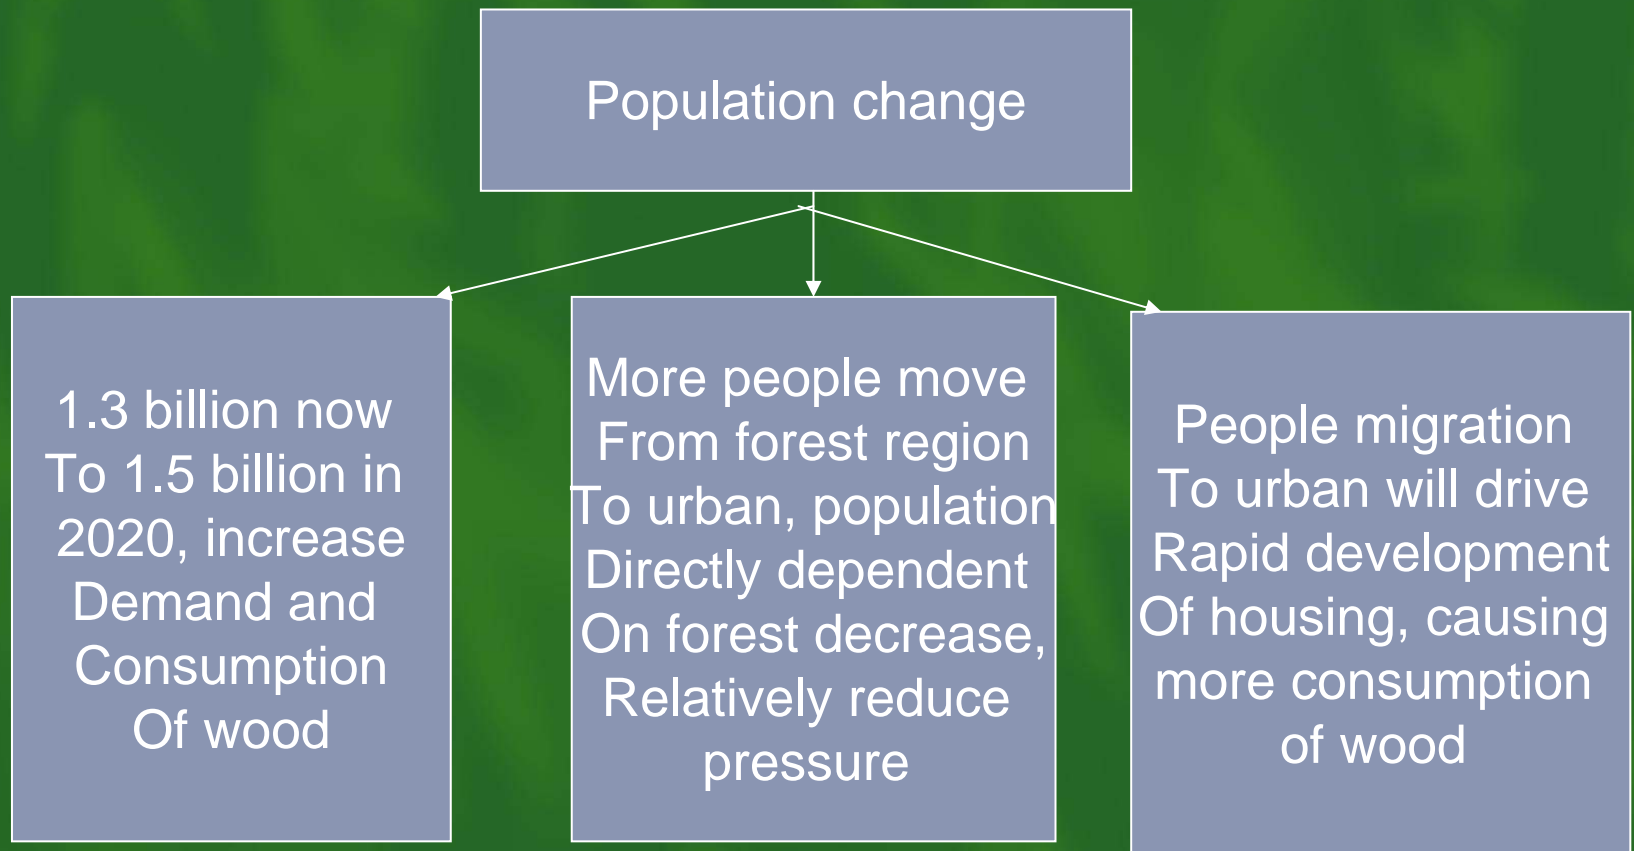 Population change
1.3 billion now
To 1.5 billion in
2020, increase
Demand and
Consumption
Of wood
More people move
From forest region
To urban, population
Directly dependent
On forest decrease,
Relatively reduce
pressure
People migration
To urban will drive
Rapid development
Of housing, causing
more consumption
of wood